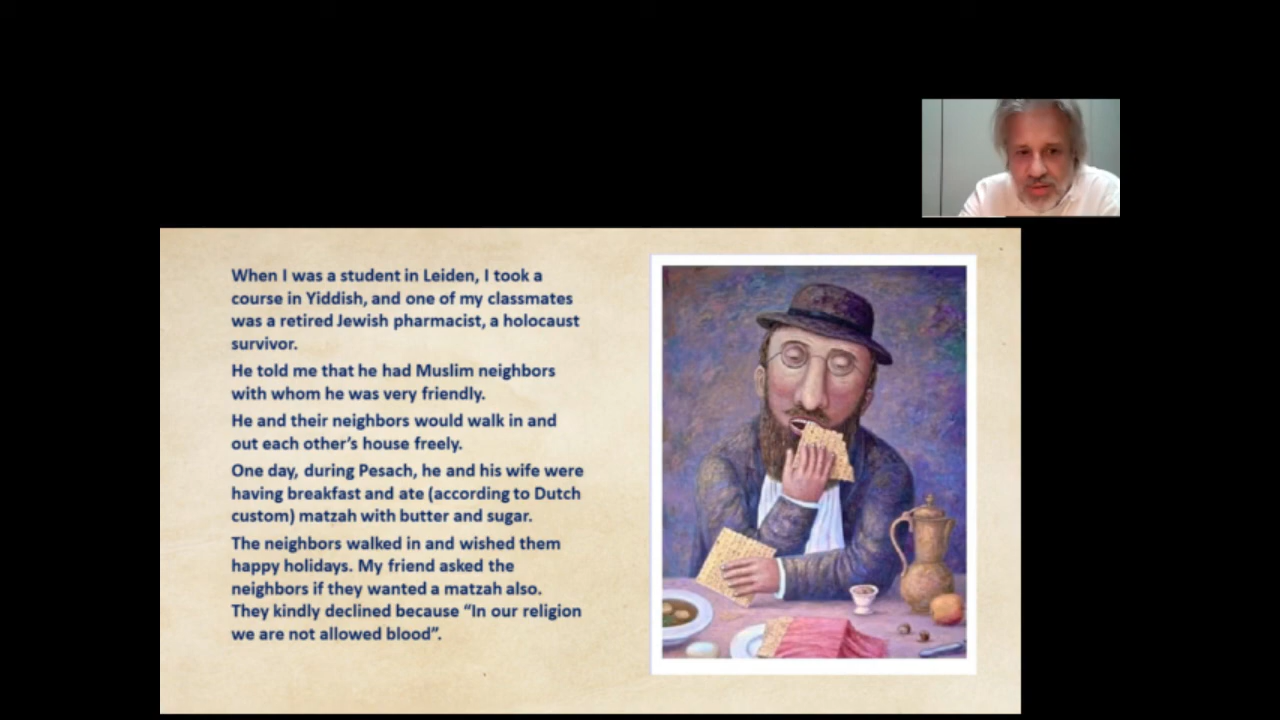 When I was a student in Leiden, I took a
course in Yiddish, and one of my classmates
was a retired Jewish pharmacist, a holocaust
survivor.
He told me that he had Muslim neighbors
with whom he was very friendly.
He and their neighbors would walk in and
out each other’s house freely.
One day, during Pesach, he and his wife were
having breakfast and ate (according to Dutch
custom) matzah with butter and sugar.
The neighbors walked in and wished them
happy holidays. My friend asked the
neighbors if they wanted a matzah also.
They kindly declined because “In our religion
we are not allowed blood”.